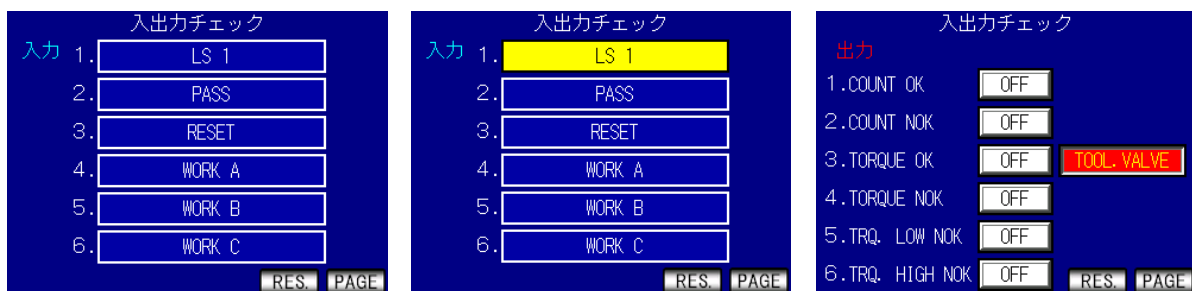 入出力チェック
入力 1. LS 1
2. PASS
3. RESET
4. WORK A
5. WORK B
6. WORK C
RES. PAGE
入出力チェック
入力 1. LS 1
2. PASS
3. RESET
4. WORK A
5. WORK B
6. WORK C
RES. PAGE
入出力チェック
出力
1.COUNT OK OFF
2.COUNT NOK OFF
3.TORQUE OK OFF TOOL.VALVE
4.TORQUE NOK OFF
5.TRQ. LOW NOK OFF
6.TRQ. HIGH NOK OFF RES. PAGE